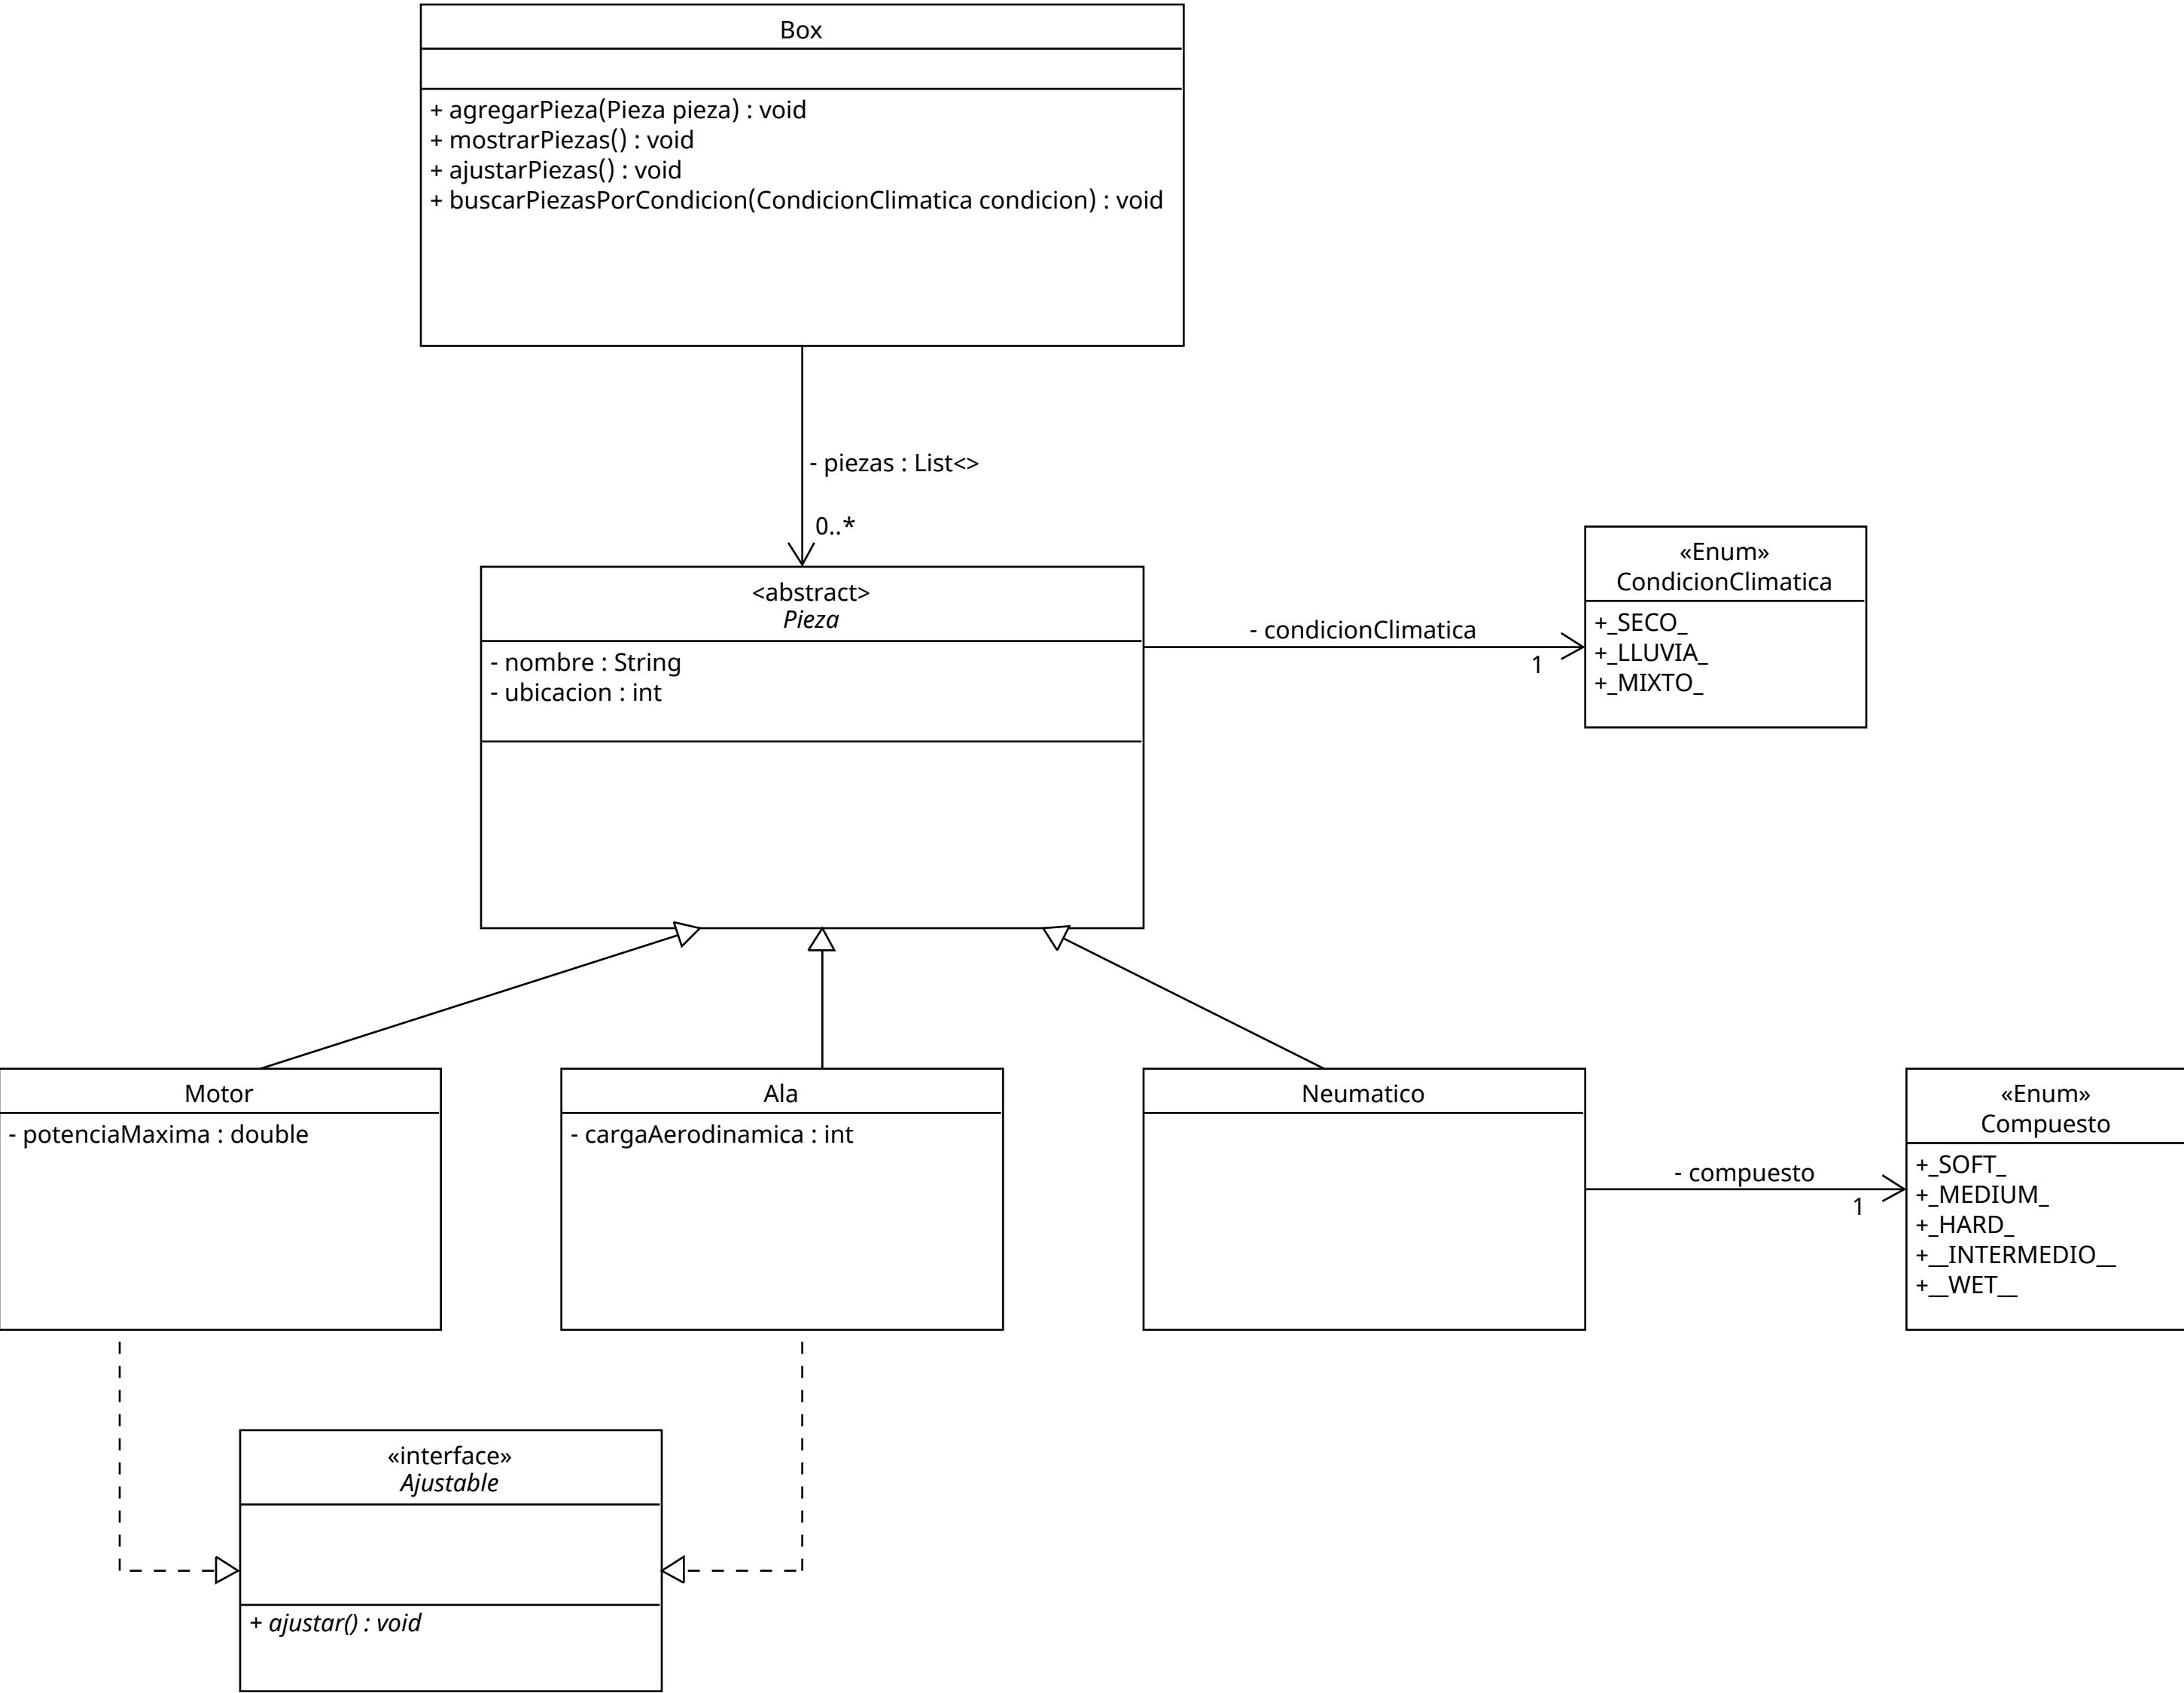 Box
+ agregarPieza(Pieza pieza) : void
+ mostrarPiezas() : void
+ ajustarPiezas() : void
+ buscarPiezasPorCondicion(CondicionClimatica condicion) : void
- piezas : List<>
0..*
<abstract>
Pieza
- nombre : String
- ubicacion : int
- condicionClimatica
1
«Enum»
CondicionClimatica
+_SECO_
+_LLUVIA_
+_MIXTO_
Motor
- potenciaMaxima : double
Ala
- cargaAerodinamica : int
Neumatico
- compuesto
1
«Enum»
Compuesto
+_SOFT_
+_MEDIUM_
+_HARD_
+__INTERMEDIO__
+__WET__
«interface»
Ajustable
+ ajustar() : void